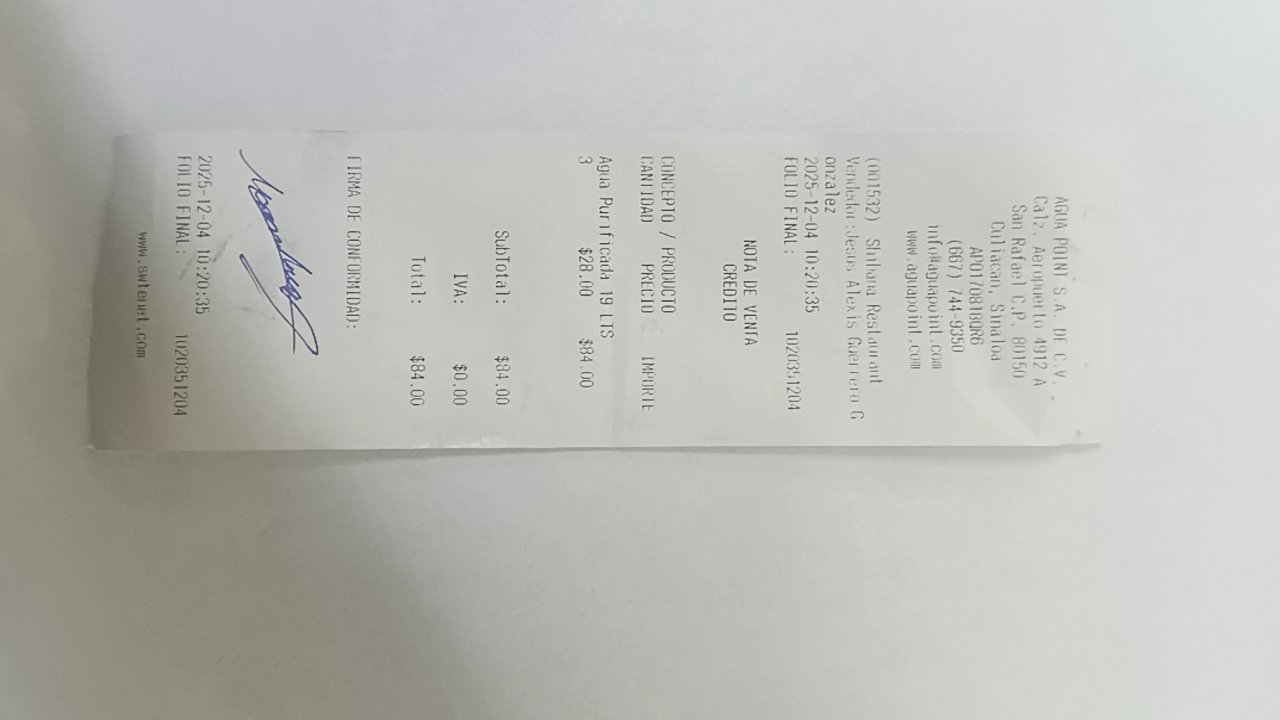 AGUA POINT S.A. DE C.V.
Calz. Aeropuerto 4912 A
San Rafael C.P. 80150
Culiacan, Sinaloa
APO170818QR6
(667) 744-9350
info@aguapoint.com
www.aguapoint.com
(001532) Shibana Restaurant
Vendedor:Jesus Alexis Guerrero G
onzalez
2025-12-04 10:20:35
FOLIO FINAL: 1020351204
NOTA DE VENTA
CREDITO
CONCEPTO / PRODUCTO
CANTIDAD PRECIO IMPORTE
Agua Purificada 19 LTS
3 $28.00 $84.00
SubTotal: $84.00
IVA: $0.00
Total: $84.00
FIRMA DE CONFORMIDAD:
2025-12-04 10:20:35
FOLIO FINAL: 1020351204
www.swtenet.com